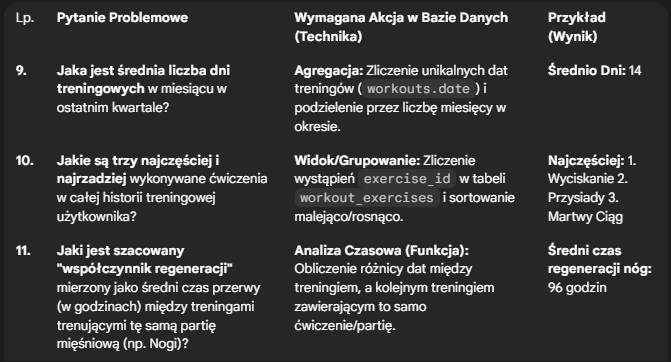 Lp. Pytanie Problemowe Wymagana Akcja w Bazie Danych Przykład
(Technika) (Wynik)
9. Jaka jest średnia liczba dni Agregacja: Zliczenie unikalnych dat Średnio Dni: 14
treningowych w miesiącu w treningów ( workouts.date ) i
ostatnim kwartale? podzielenie przez liczbę miesięcy w
okresie.
10. Jakie są trzy najczęściej i Widok/Grupowanie: Zliczenie Najczęściej: 1.
najrzadziej wykonywane ćwiczenia wystąpień exercise_id w tabeli Wyciskanie 2.
w całej historii treningowej workout_exercises i sortowanie Przysiady 3.
użytkownika? malejąco/rosnąco. Martwy Ciąg
11. Jaki jest szacowany Analiza Czasowa (Funkcja): Średni czas
"współczynnik regeneracji" Obliczenie różnicy dat między regeneracji nóg:
mierzony jako średni czas przerwy treningiem, a kolejnym treningiem 96 godzin
(w godzinach) między treningami zawierającym to samo
trenującymi tę samą partię ćwiczenie/partię.
mięśniową (np. Nogi)?